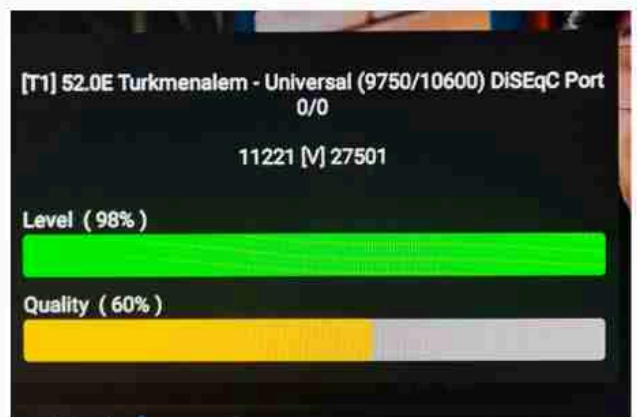 [T1] 52.0E Turkmenalem - Universal (9750/10600) DiSEqC Port
0/0
11221 [V] 27501
Level ( 98% )
Quality ( 60% )